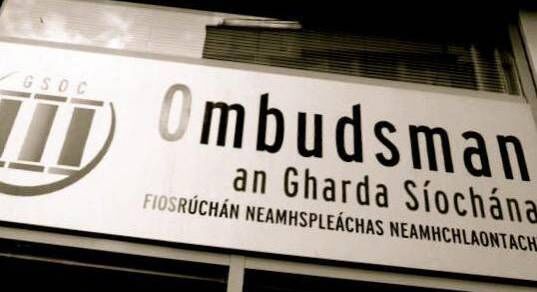 GSOC
Ombudsman
an Gharda Síochána
FIOSRÚCHÁN NEAMHSPLEÁCHAS NEAMHCHLAONTACH